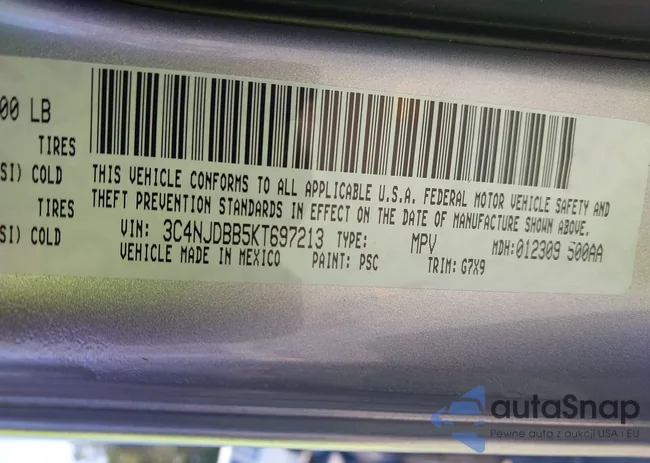 00 LB
TIRES
SI) COLD
TIRES
SI) COLD
THIS VEHICLE CONFORMS TO ALL APPLICABLE U.S.A. FEDERAL MOTOR VEHICLE SAFETY AND
THEFT PREVENTION STANDARDS IN EFFECT ON THE DATE OF MANUFACTURE SHOWN ABOVE.
VIN: 3C4NJDBB5KT697213 TYPE: MPV MDH:012309 500AA
VEHICLE MADE IN MEXICO PAINT: PSC TRIM: G7X9
autaSnap
Pewne auta z aukcji USA i EU